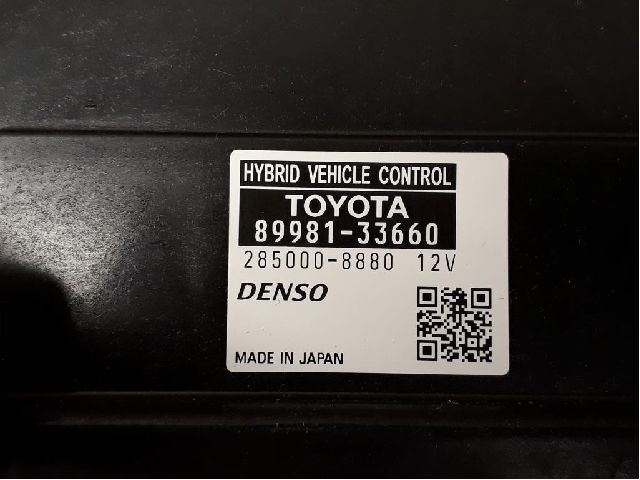 HYBRID VEHICLE CONTROL
TOYOTA
89981-33660
285000-8880 12V
DENSO
MADE IN JAPAN